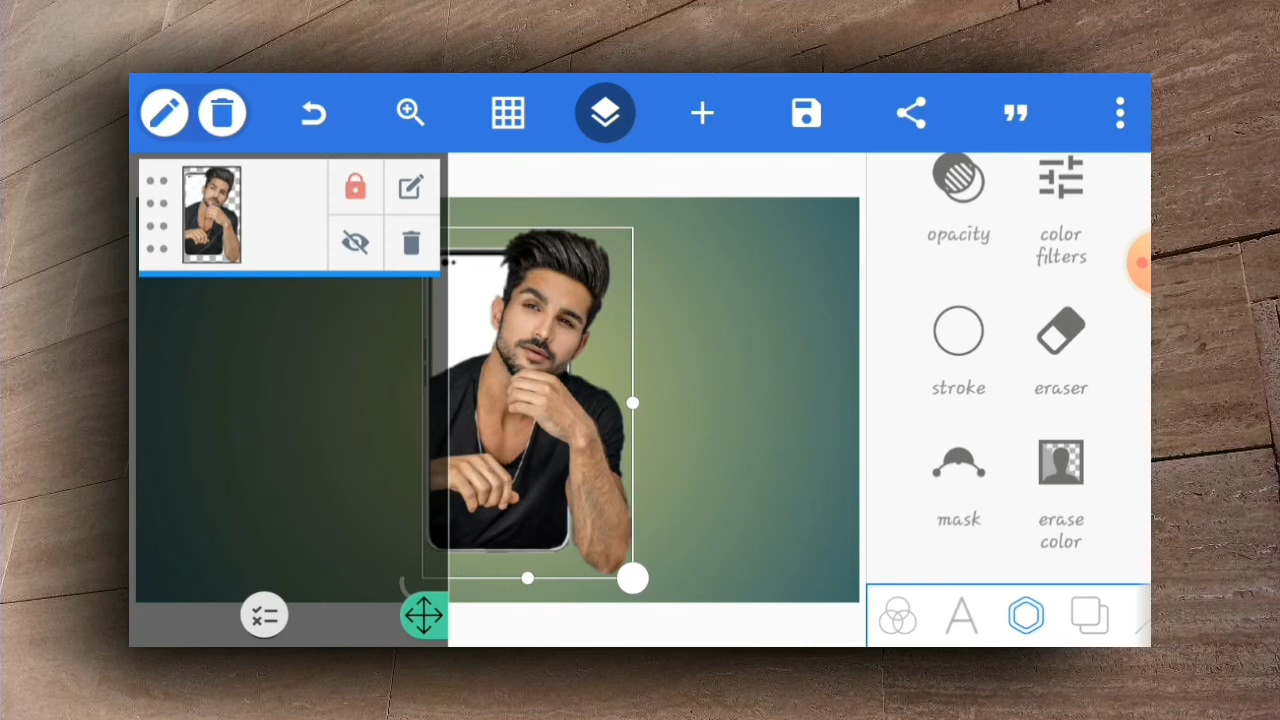 opacity
color
filters
stroke
eraser
mask
erase
color
A